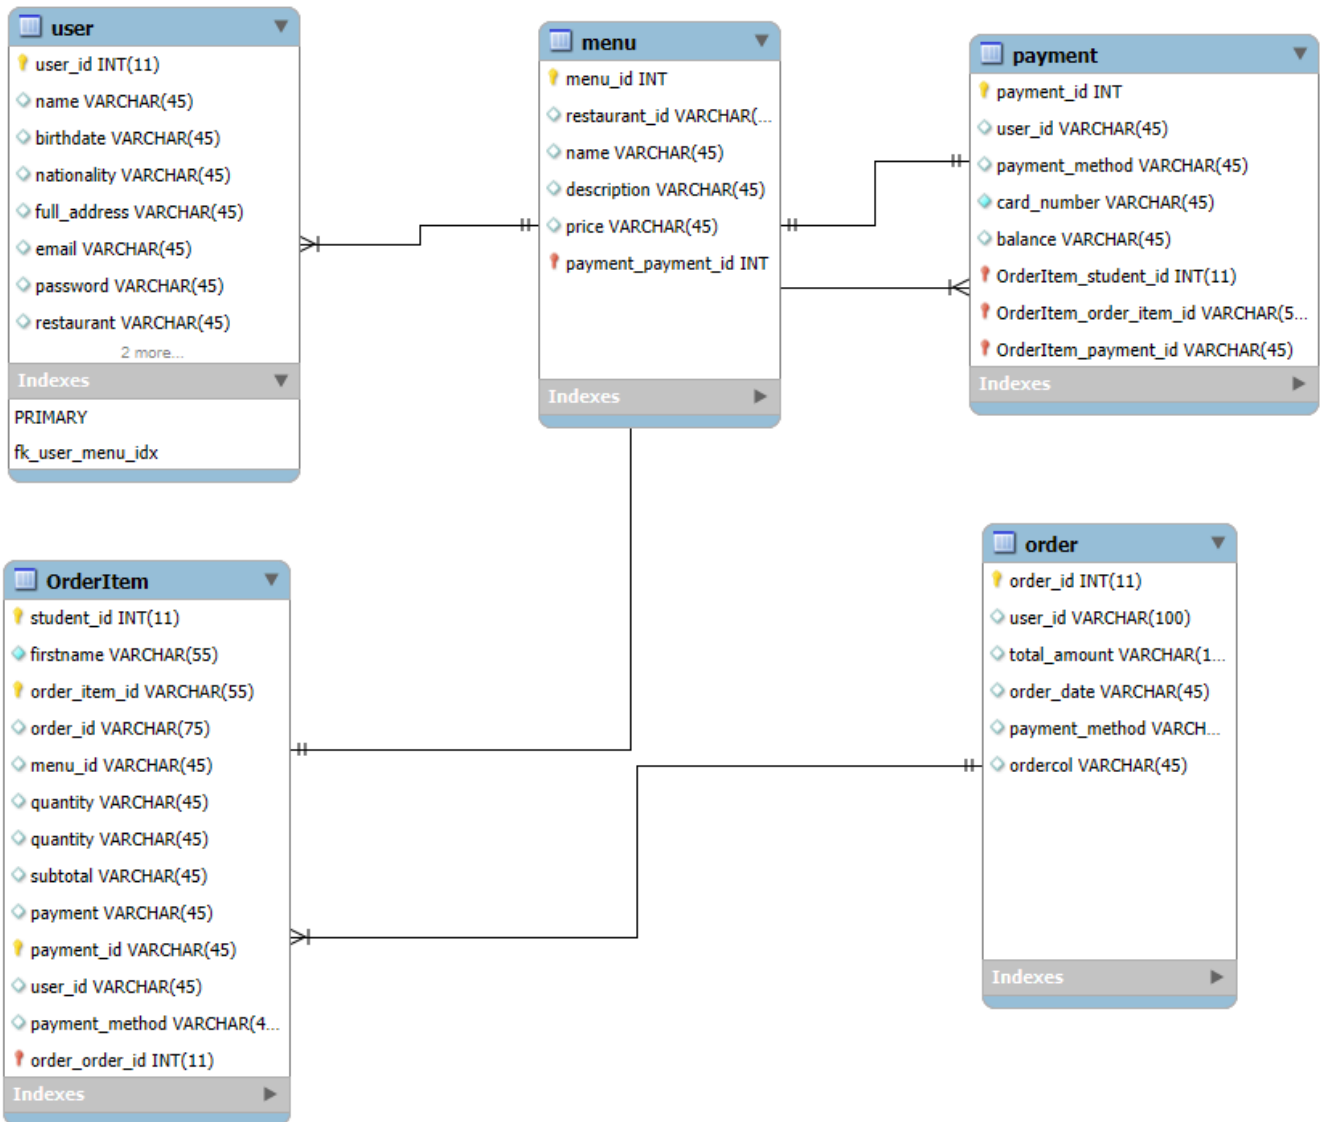 user
user_id INT(11)
name VARCHAR(45)
birthdate VARCHAR(45)
nationality VARCHAR(45)
full_address VARCHAR(45)
email VARCHAR(45)
password VARCHAR(45)
restaurant VARCHAR(45)
2 more...
Indexes
PRIMARY
fk_user_menu_idx
menu
menu_id INT
restaurant_id VARCHAR(...
name VARCHAR(45)
description VARCHAR(45)
price VARCHAR(45)
payment_payment_id INT
Indexes
payment
payment_id INT
user_id VARCHAR(45)
payment_method VARCHAR(45)
card_number VARCHAR(45)
balance VARCHAR(45)
OrderItem_student_id INT(11)
OrderItem_order_item_id VARCHAR(5...
OrderItem_payment_id VARCHAR(45)
Indexes
OrderItem
student_id INT(11)
firstname VARCHAR(55)
order_item_id VARCHAR(55)
order_id VARCHAR(75)
menu_id VARCHAR(45)
quantity VARCHAR(45)
quantity VARCHAR(45)
subtotal VARCHAR(45)
payment VARCHAR(45)
payment_id VARCHAR(45)
user_id VARCHAR(45)
payment_method VARCHAR(4...
order_order_id INT(11)
Indexes
order
order_id INT(11)
user_id VARCHAR(100)
total_amount VARCHAR(1...
order_date VARCHAR(45)
payment_method VARCH...
ordercol VARCHAR(45)
Indexes